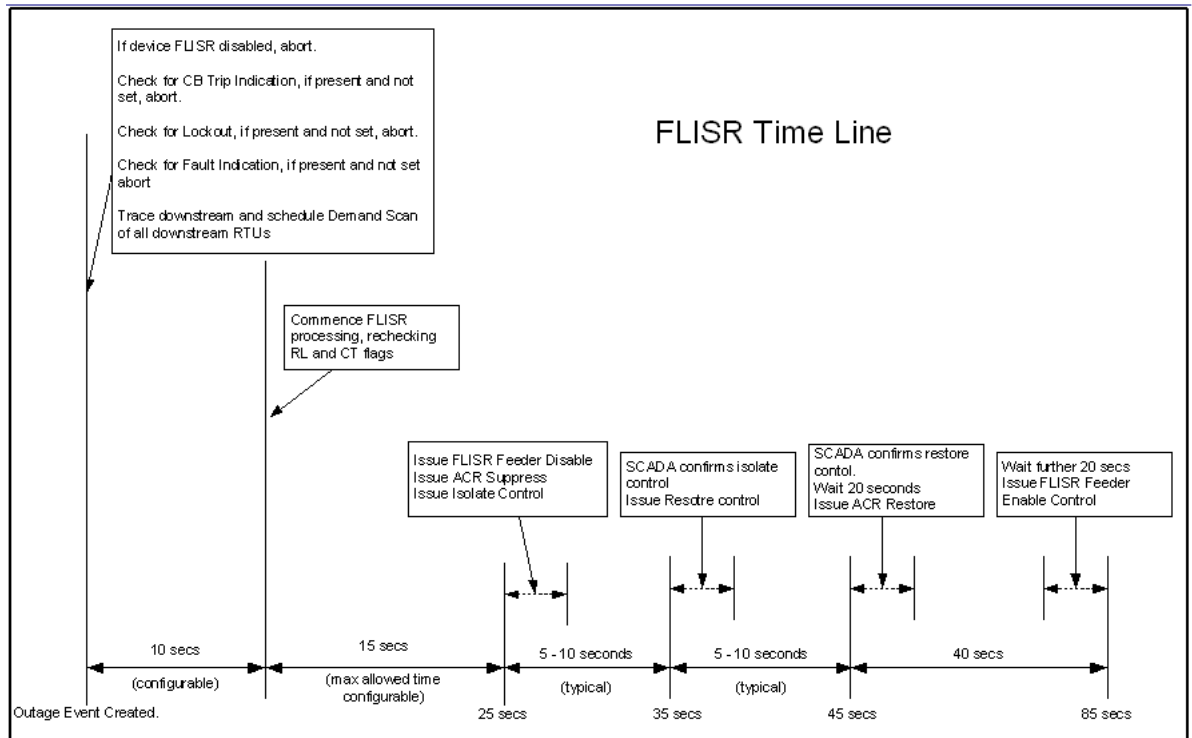 If device FLISR disabled, abort.
Check for CB Trip Indication, if present and not
set, abort.
Check for Lockout, if present and not set, abort.
Check for Fault Indication, if present and not set
abort
Trace downstream and schedule Demand Scan
of all downstream RTUs
FLISR Time Line
Commence FLISR
processing, rechecking
RL and CT flags
Issue FLISR Feeder Disable
Issue ACR Suppress
Issue Isolate Control
SCADA confirms isolate
control
Issue Resotre control
SCADA confirms restore
contol.
Wait 20 seconds
Issue ACR Restore
Wait further 20 secs
Issue FLISR Feeder
Enable Control
10 secs
(configurable)
15 secs
(max allowed time
configurable)
5 - 10 seconds
(typical)
5 - 10 seconds
(typical)
40 secs
Outage Event Created.
25 secs
35 secs
45 secs
85 secs